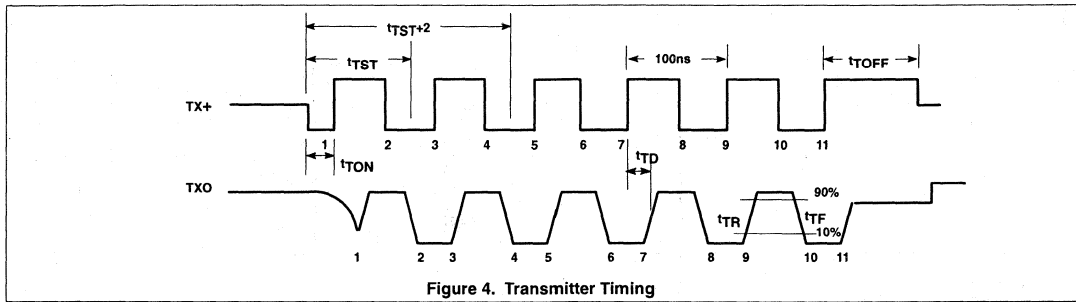 tTST+2
tTST
100ns
tTOFF
TX+
1 2 3 4 5 6 7 8 9 10 11
tTON
tTD
TXO
90%
tTR
tTF
10%
1 2 3 4 5 6 7 8 9 10 11
Figure 4. Transmitter Timing